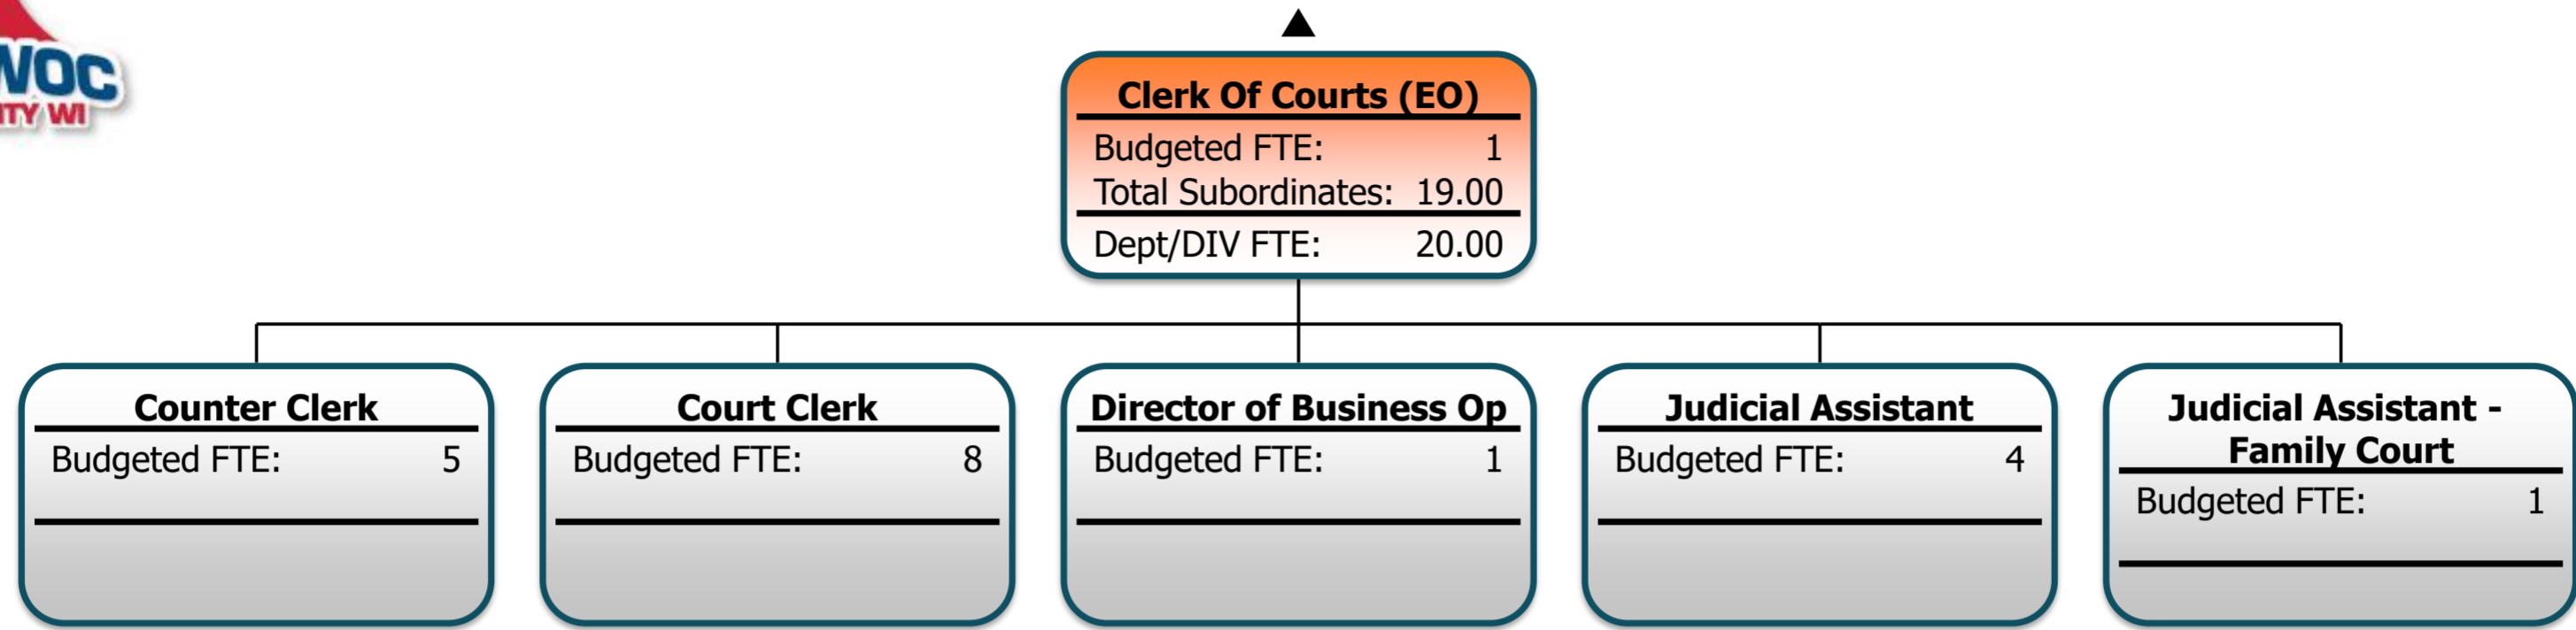 WOC
TY WI
Clerk Of Courts (EO)
Budgeted FTE: 1
Total Subordinates: 19.00
Dept/DIV FTE: 20.00
Counter Clerk
Budgeted FTE: 5
Court Clerk
Budgeted FTE: 8
Director of Business Op
Budgeted FTE: 1
Judicial Assistant
Budgeted FTE: 4
Judicial Assistant -
Family Court
Budgeted FTE: 1